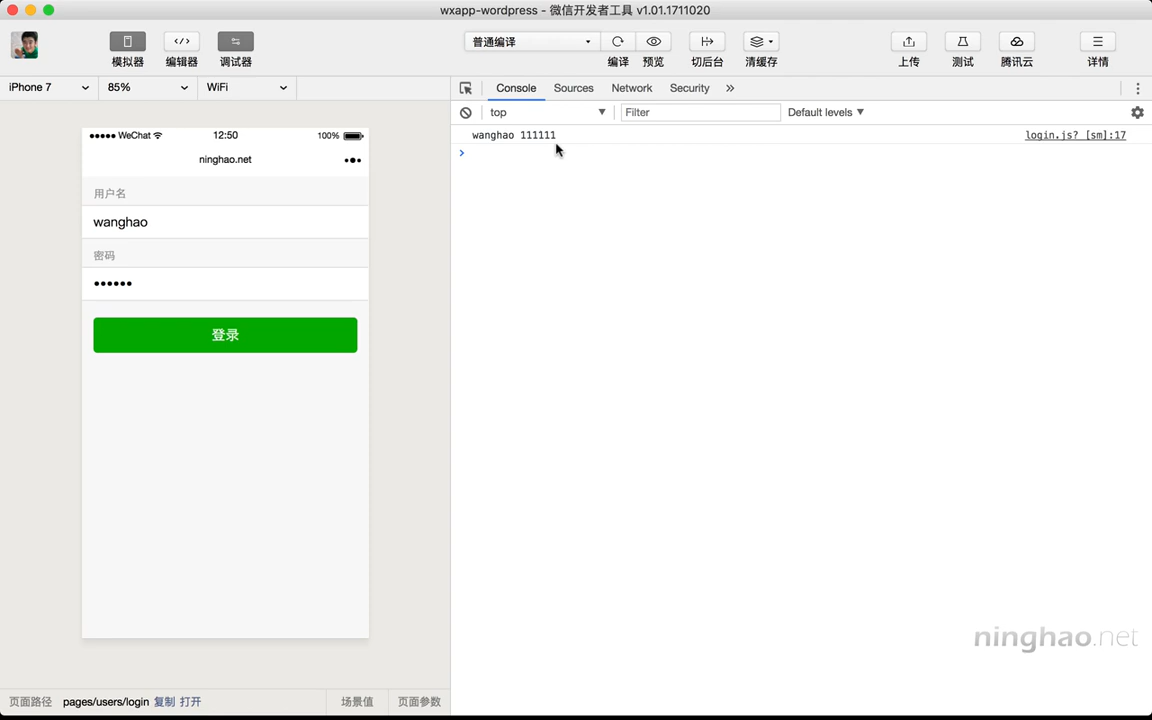 wxapp-wordpress - 微信开发者工具 v1.01.1711020
模拟器 编辑器 调试器
普通编译
编译 预览 切后台 清缓存
上传 测试 腾讯云 详情
iPhone 7 85% WiFi
Console Sources Network Security »
top Filter Default levels
wanghao 111111 login.js? [sm]:17
WeChat 12:50 100%
ninghao.net
用户名
wanghao
密码
••••••
登录
ninghao.net
页面路径 pages/users/login 复制 打开 场景值 页面参数